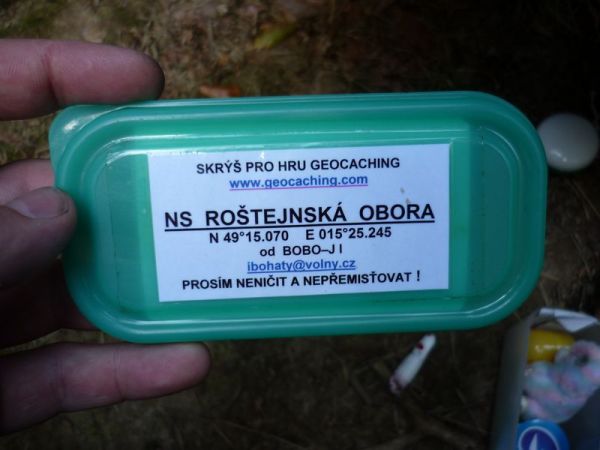 SKRÝŠ PRO HRU GEOCACHING
www.geocaching.com
NS ROŠTEJNSKÁ OBORA
N 49°15.070 E 015°25.245
od BOBO–J I
ibohaty@volny.cz
PROSÍM NENIČIT A NEPŘEMISŤOVAT !